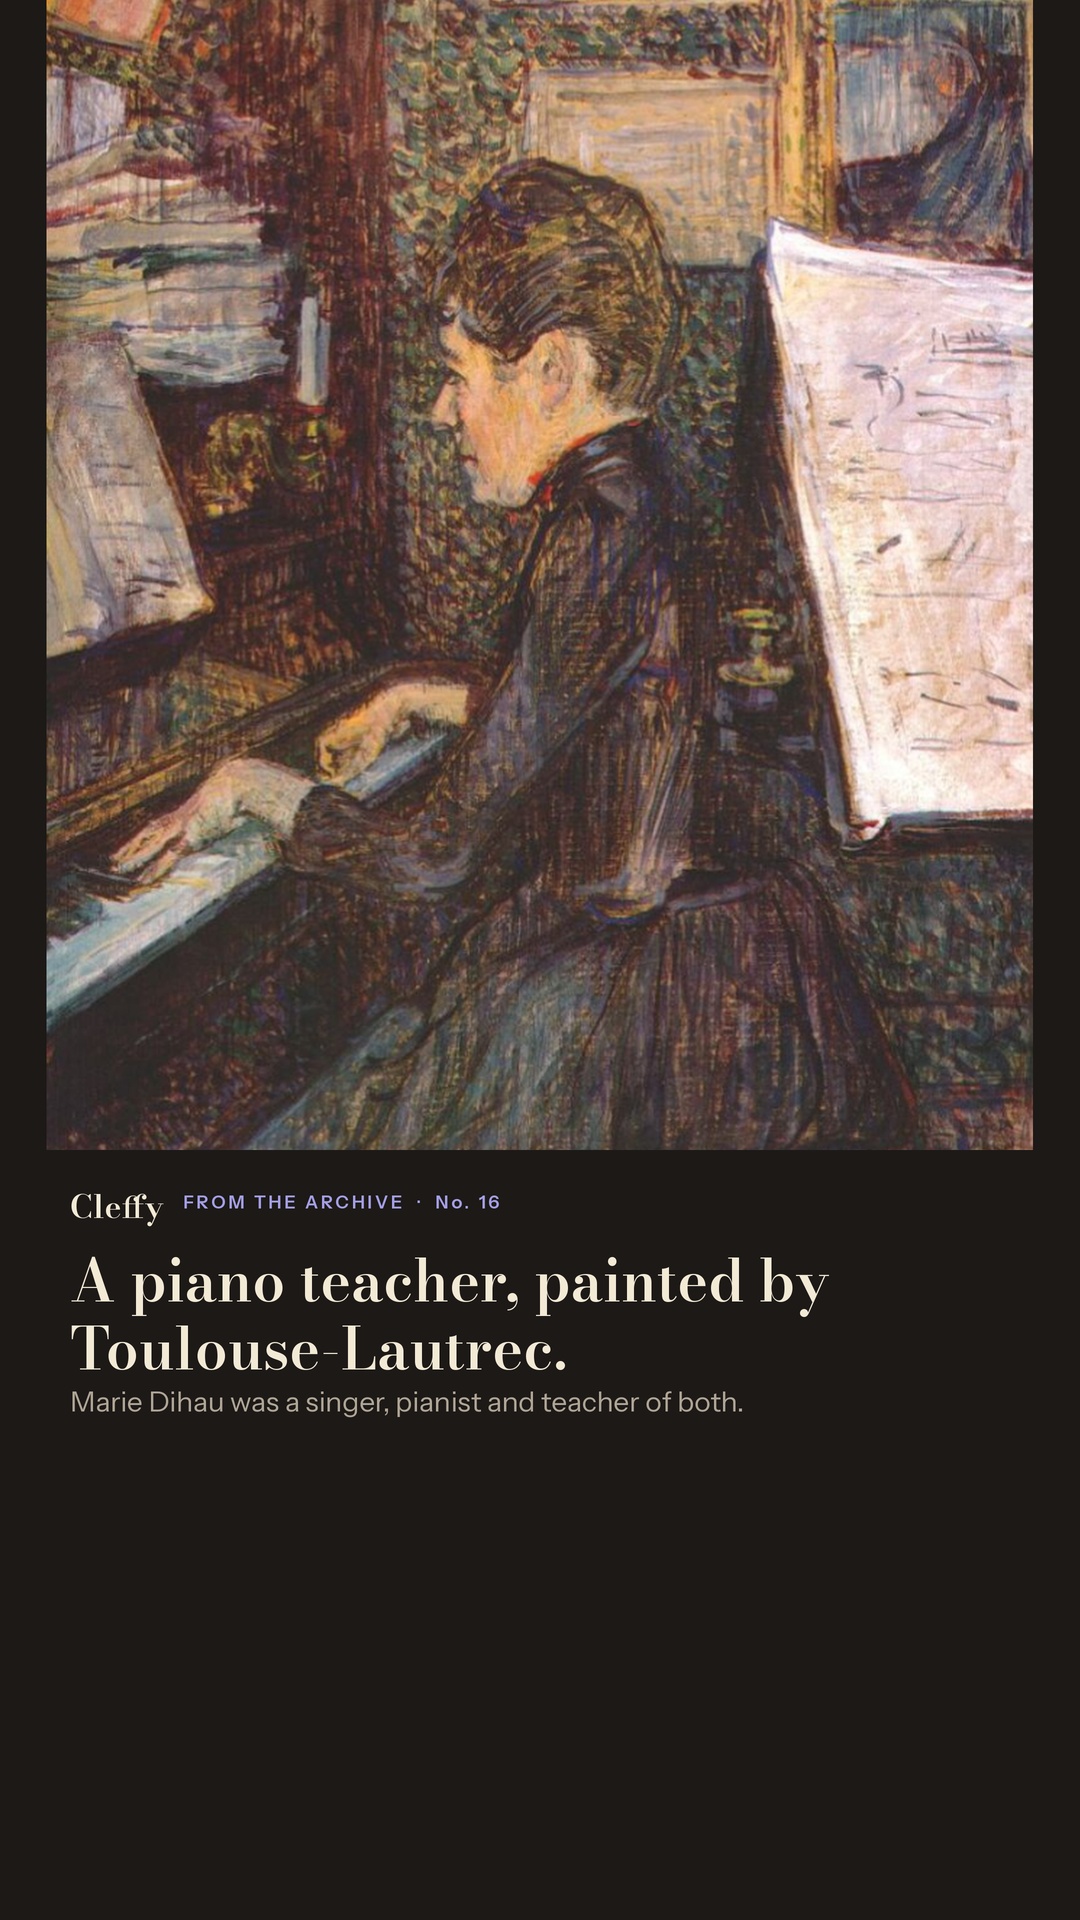 Cleffy FROM THE ARCHIVE · No. 16
A piano teacher, painted by
Toulouse-Lautrec.
Marie Dihau was a singer, pianist and teacher of both.